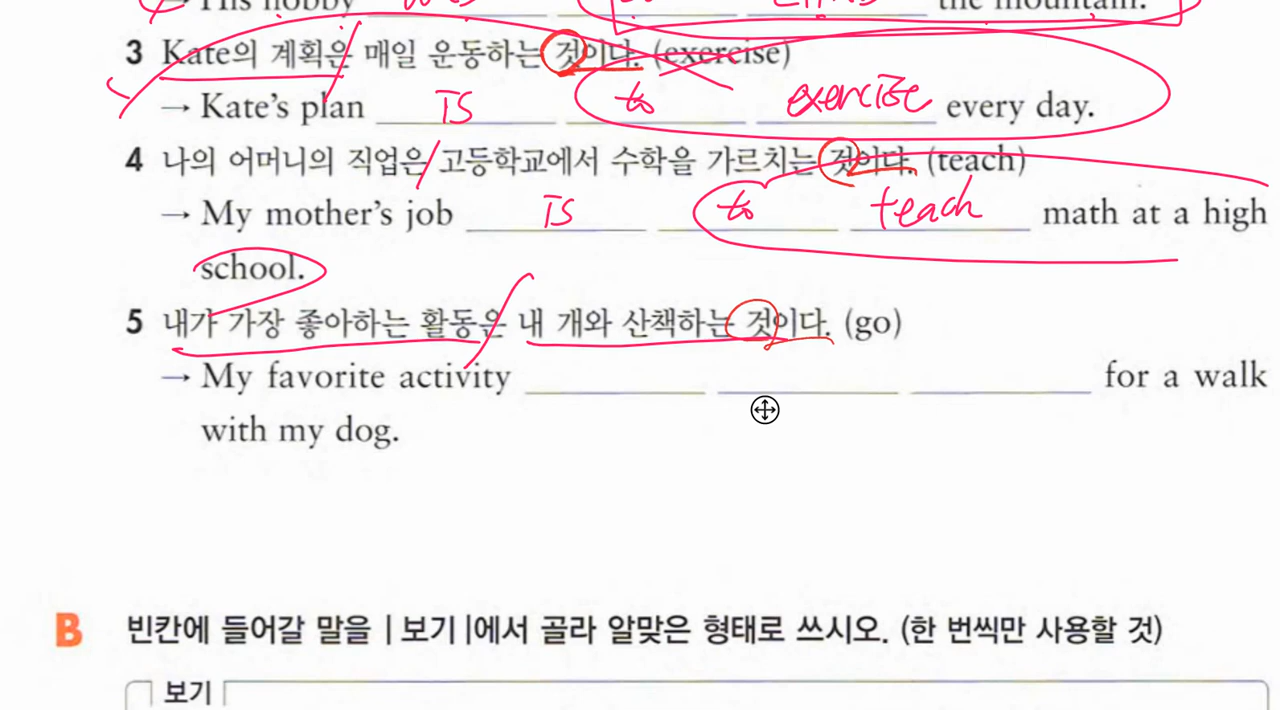 → His hobby was to climb the mountain.
3 Kate의 계획은 매일 운동하는 것이다. (exercise)
→ Kate's plan is to exercise every day.
4 나의 어머니의 직업은 고등학교에서 수학을 가르치는 것이다. (teach)
→ My mother's job is to teach math at a high
school.
5 내가 가장 좋아하는 활동은 내 개와 산책하는 것이다. (go)
→ My favorite activity for a walk
with my dog.
B 빈칸에 들어갈 말을 | 보기 |에서 골라 알맞은 형태로 쓰시오. (한 번씩만 사용할 것)
보기